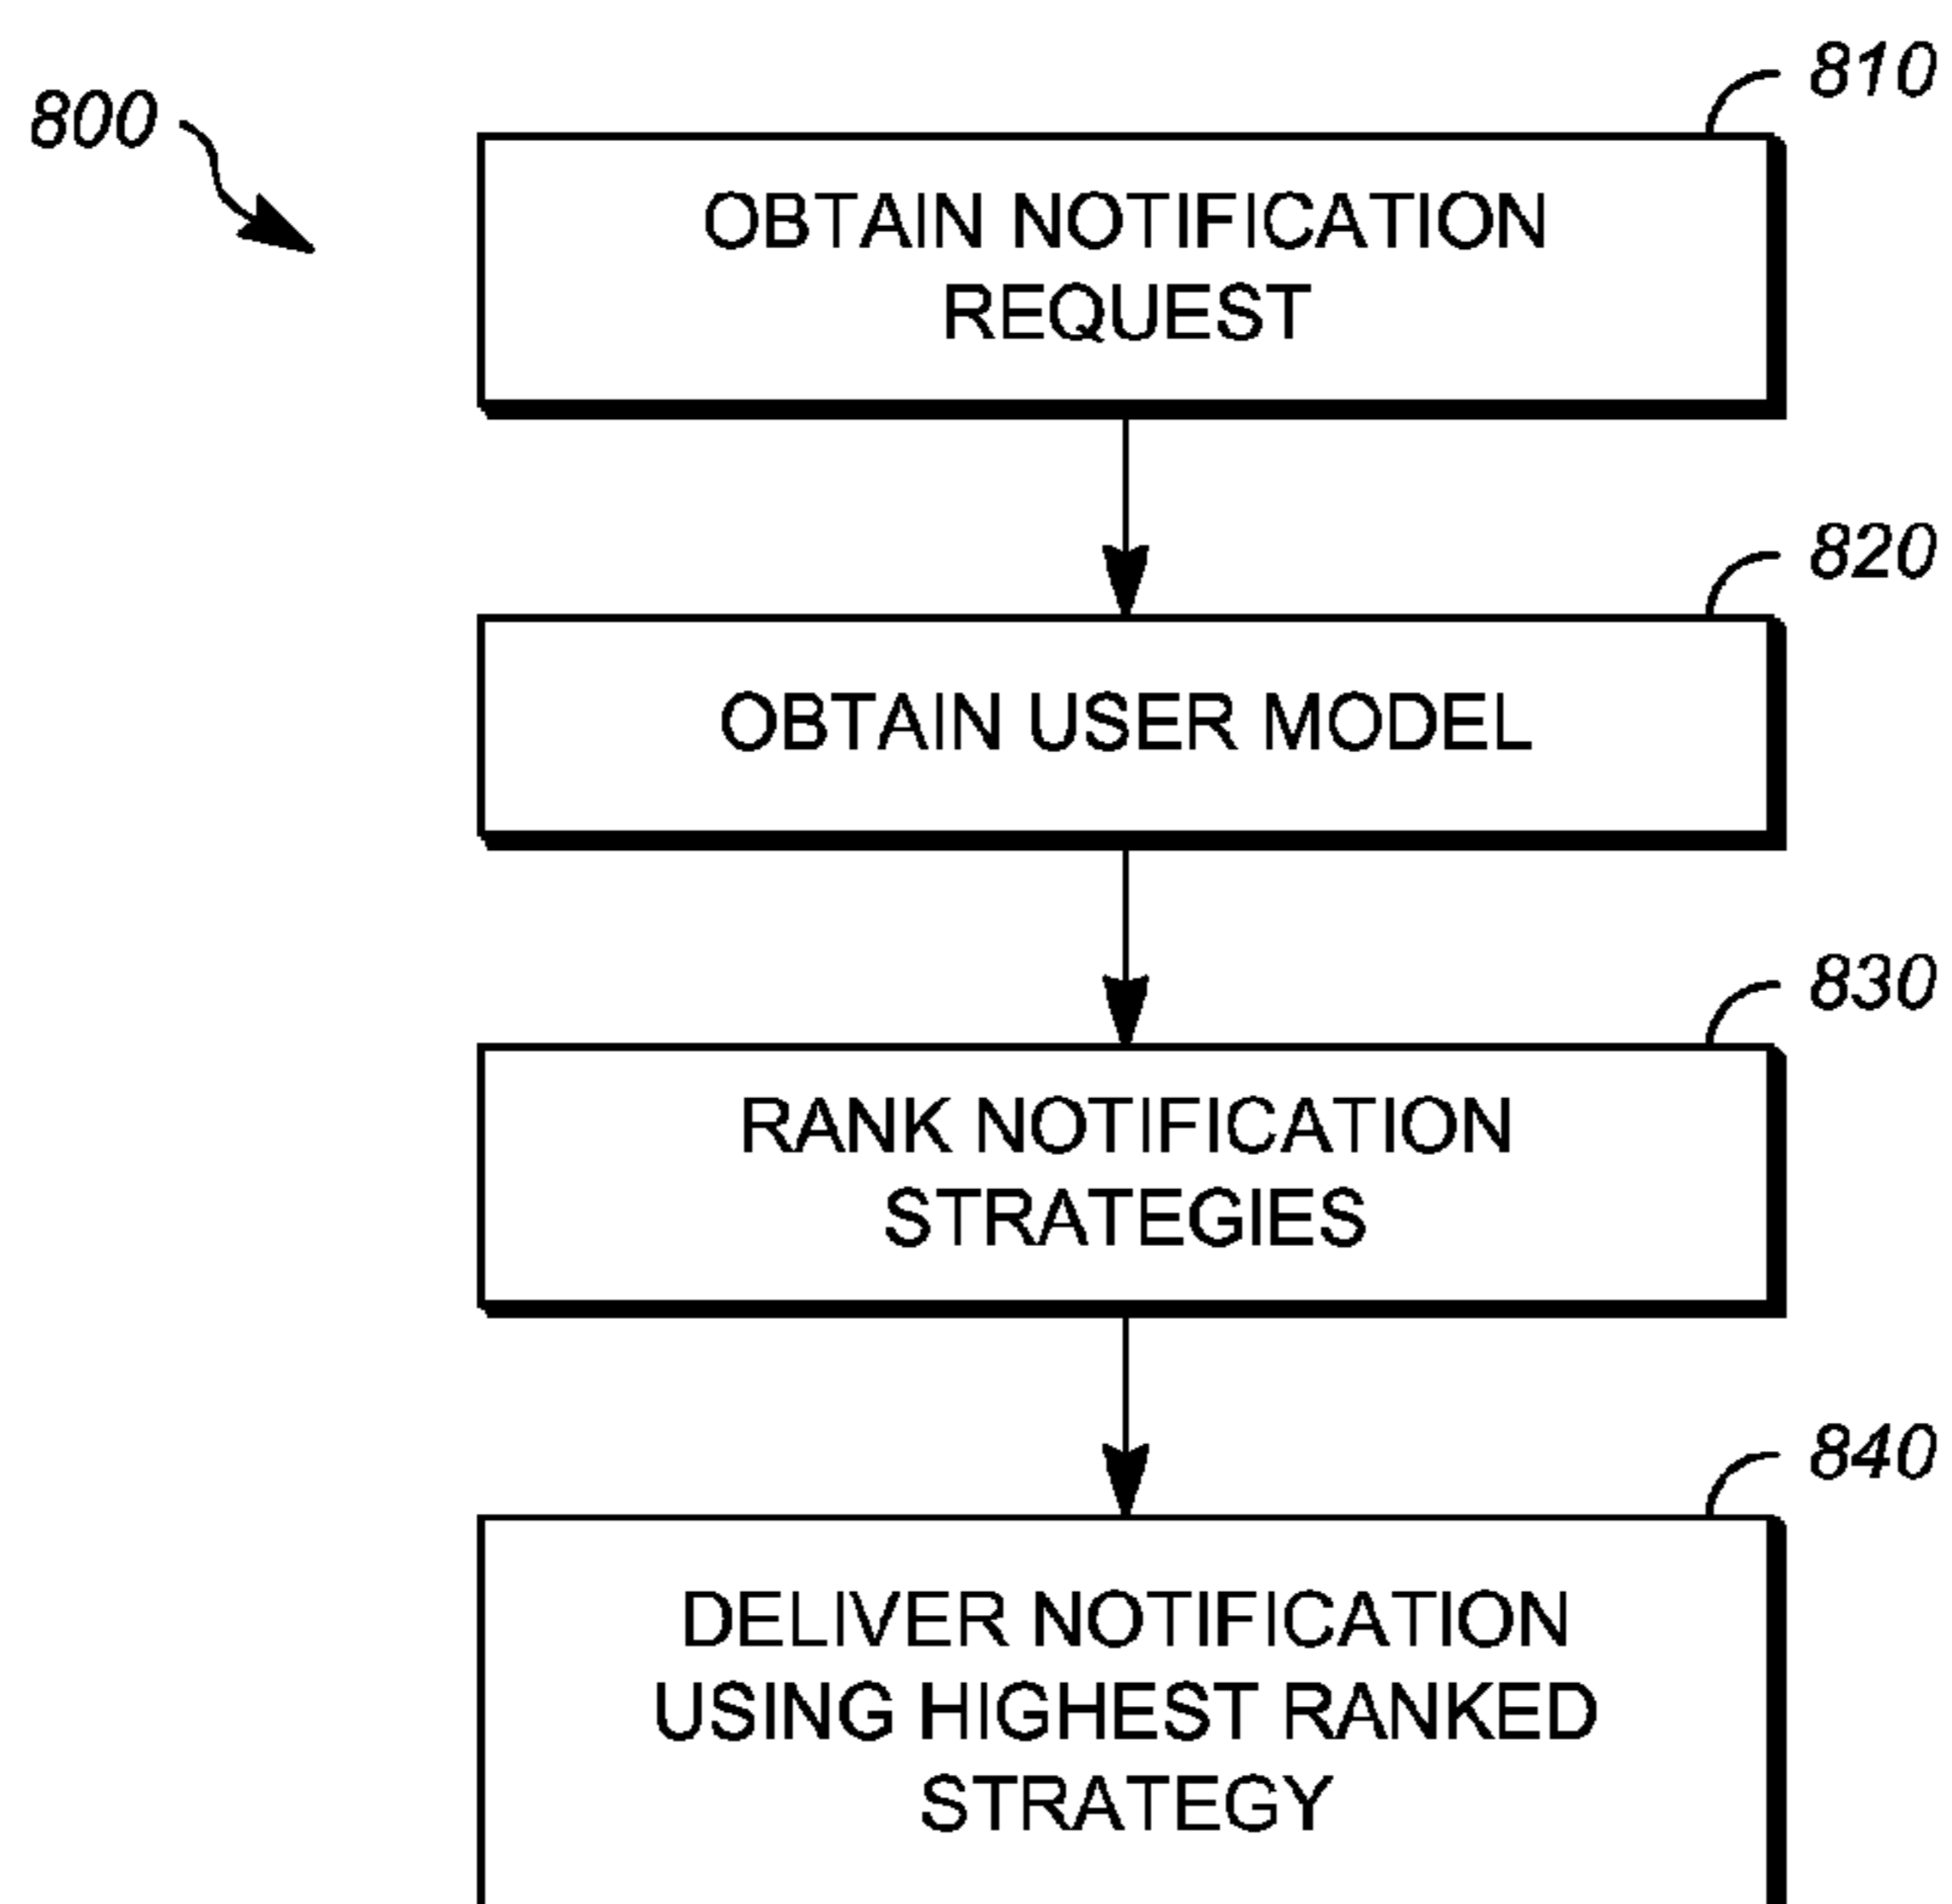 810
800
OBTAIN NOTIFICATION
REQUEST
820
OBTAIN USER MODEL
830
RANK NOTIFICATION
STRATEGIES
840
DELIVER NOTIFICATION
USING HIGHEST RANKED
STRATEGY